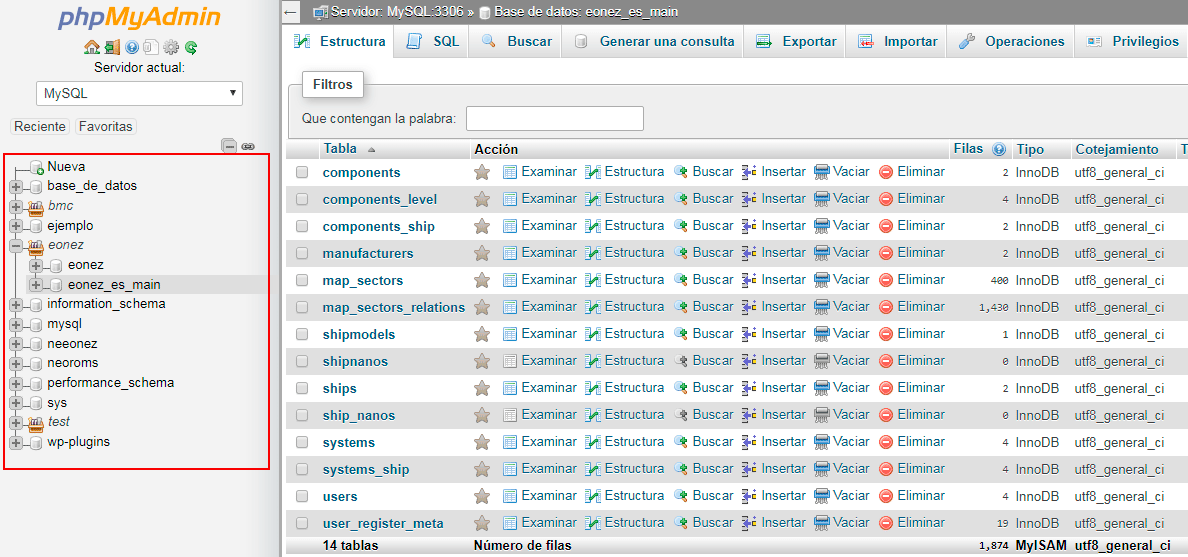 phpMyAdmin
Servidor actual:
MySQL
Reciente Favoritas
Nueva
base_de_datos
bmc
ejemplo
eonez
eonez
eonez_es_main
information_schema
mysql
neeonez
neoroms
performance_schema
sys
test
wp-plugins
Servidor: MySQL:3306 » Base de datos: eonez_es_main
Estructura SQL Buscar Generar una consulta Exportar Importar Operaciones Privilegios
Filtros
Que contengan la palabra:
Tabla Acción Filas Tipo Cotejamiento T
components Examinar Estructura Buscar Insertar Vaciar Eliminar 2 InnoDB utf8_general_ci
components_level Examinar Estructura Buscar Insertar Vaciar Eliminar 4 InnoDB utf8_general_ci
components_ship Examinar Estructura Buscar Insertar Vaciar Eliminar 2 InnoDB utf8_general_ci
manufacturers Examinar Estructura Buscar Insertar Vaciar Eliminar 2 InnoDB utf8_general_ci
map_sectors Examinar Estructura Buscar Insertar Vaciar Eliminar 400 InnoDB utf8_general_ci
map_sectors_relations Examinar Estructura Buscar Insertar Vaciar Eliminar 1,430 InnoDB utf8_general_ci
shipmodels Examinar Estructura Buscar Insertar Vaciar Eliminar 1 InnoDB utf8_general_ci
shipnanos Examinar Estructura Buscar Insertar Vaciar Eliminar 0 InnoDB utf8_general_ci
ships Examinar Estructura Buscar Insertar Vaciar Eliminar 2 InnoDB utf8_general_ci
ship_nanos Examinar Estructura Buscar Insertar Vaciar Eliminar 0 InnoDB utf8_general_ci
systems Examinar Estructura Buscar Insertar Vaciar Eliminar 4 InnoDB utf8_general_ci
systems_ship Examinar Estructura Buscar Insertar Vaciar Eliminar 4 InnoDB utf8_general_ci
users Examinar Estructura Buscar Insertar Vaciar Eliminar 4 InnoDB utf8_general_ci
user_register_meta Examinar Estructura Buscar Insertar Vaciar Eliminar 19 InnoDB utf8_general_ci
14 tablas Número de filas 1,874 MyISAM utf8_general_ci